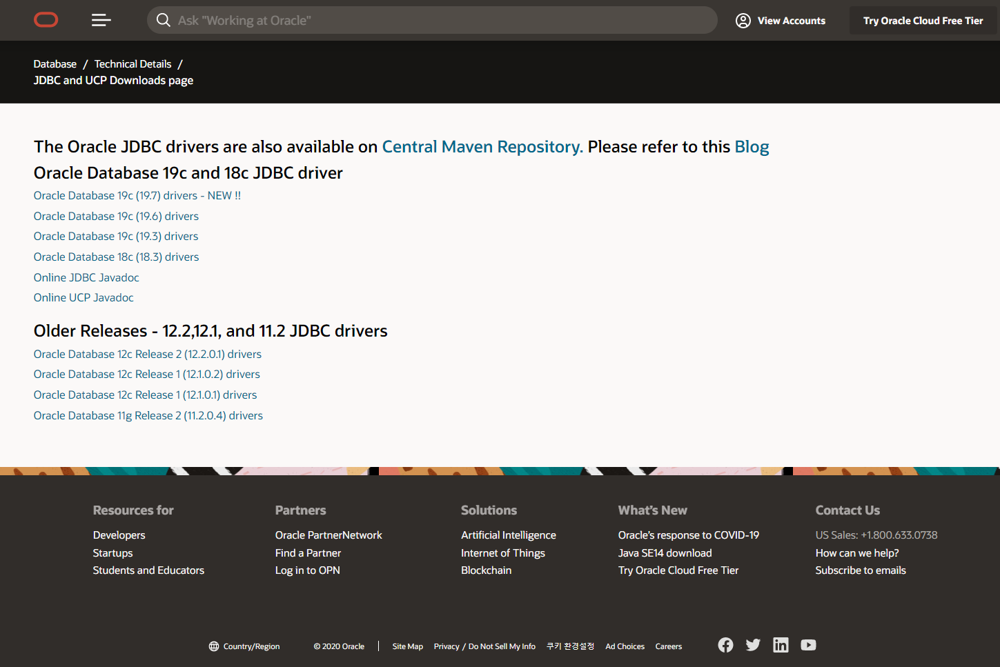 Ask "Working at Oracle"
View Accounts
Try Oracle Cloud Free Tier
Database / Technical Details /
JDBC and UCP Downloads page
The Oracle JDBC drivers are also available on Central Maven Repository. Please refer to this Blog
Oracle Database 19c and 18c JDBC driver
Oracle Database 19c (19.7) drivers - NEW !!
Oracle Database 19c (19.6) drivers
Oracle Database 19c (19.3) drivers
Oracle Database 18c (18.3) drivers
Online JDBC Javadoc
Online UCP Javadoc
Older Releases - 12.2,12.1, and 11.2 JDBC drivers
Oracle Database 12c Release 2 (12.2.0.1) drivers
Oracle Database 12c Release 1 (12.1.0.2) drivers
Oracle Database 12c Release 1 (12.1.0.1) drivers
Oracle Database 11g Release 2 (11.2.0.4) drivers
Resources for
Developers
Startups
Students and Educators
Partners
Oracle PartnerNetwork
Find a Partner
Log in to OPN
Solutions
Artificial Intelligence
Internet of Things
Blockchain
What's New
Oracle's response to COVID-19
Java SE14 download
Try Oracle Cloud Free Tier
Contact Us
US Sales: +1.800.633.0738
How can we help?
Subscribe to emails
Country/Region
© 2020 Oracle | Site Map Privacy / Do Not Sell My Info 쿠키 환경설정 Ad Choices Careers